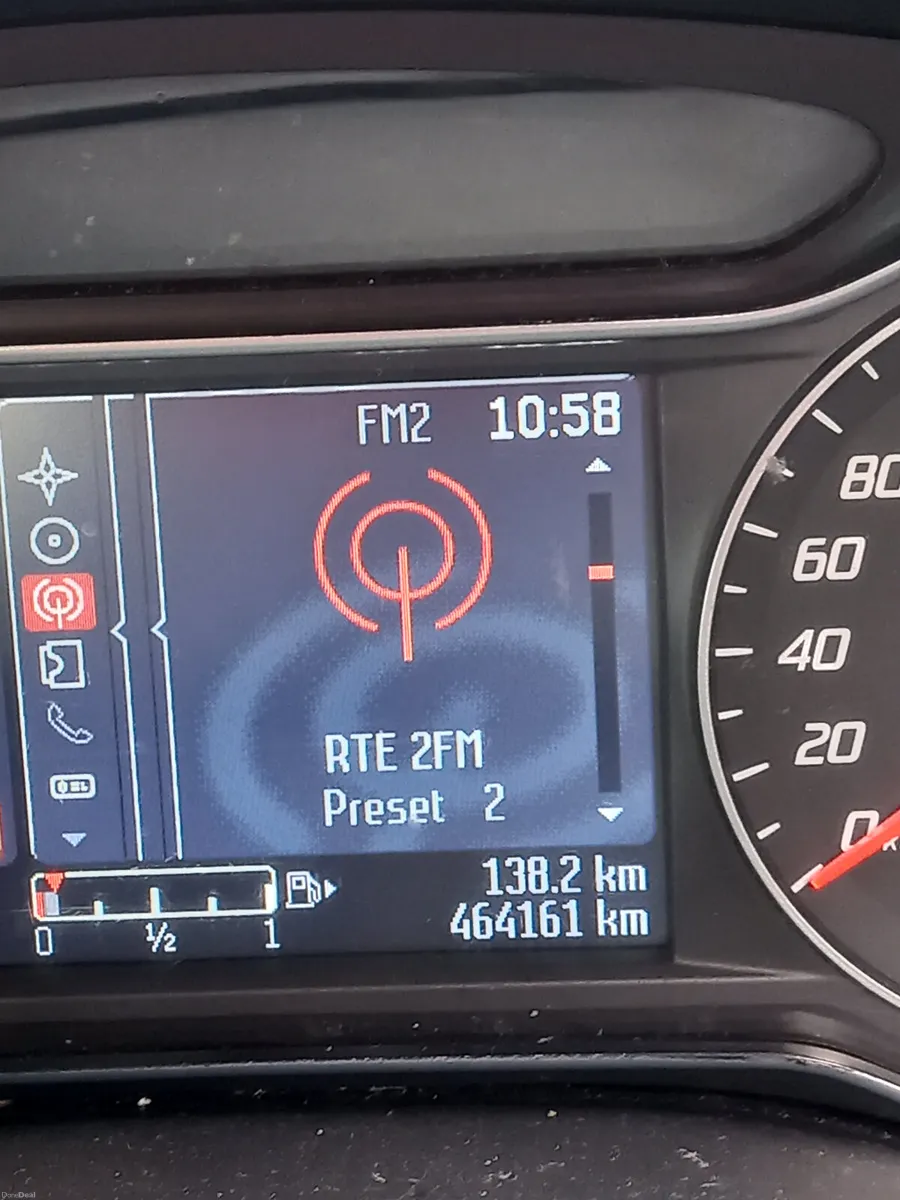 FM2 10:58
RTE 2FM
Preset 2
138.2 km
464161 km
0 ½ 1
80
60
40
20
0
DoneDeal